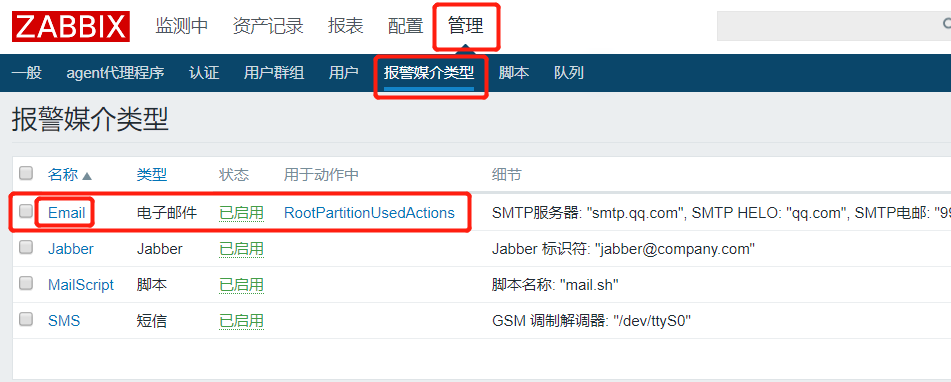 ZABBIX 监测中 资产记录 报表 配置 管理
一般 agent代理程序 认证 用户群组 用户 报警媒介类型 脚本 队列
报警媒介类型
名称 类型 状态 用于动作中 细节
Email 电子邮件 已启用 RootPartitionUsedActions SMTP服务器: "smtp.qq.com", SMTP HELO: "qq.com", SMTP电邮: "99
Jabber Jabber 已启用 Jabber 标识符: "jabber@company.com"
MailScript 脚本 已启用 脚本名称: "mail.sh"
SMS 短信 已启用 GSM 调制解调器: "/dev/ttyS0"